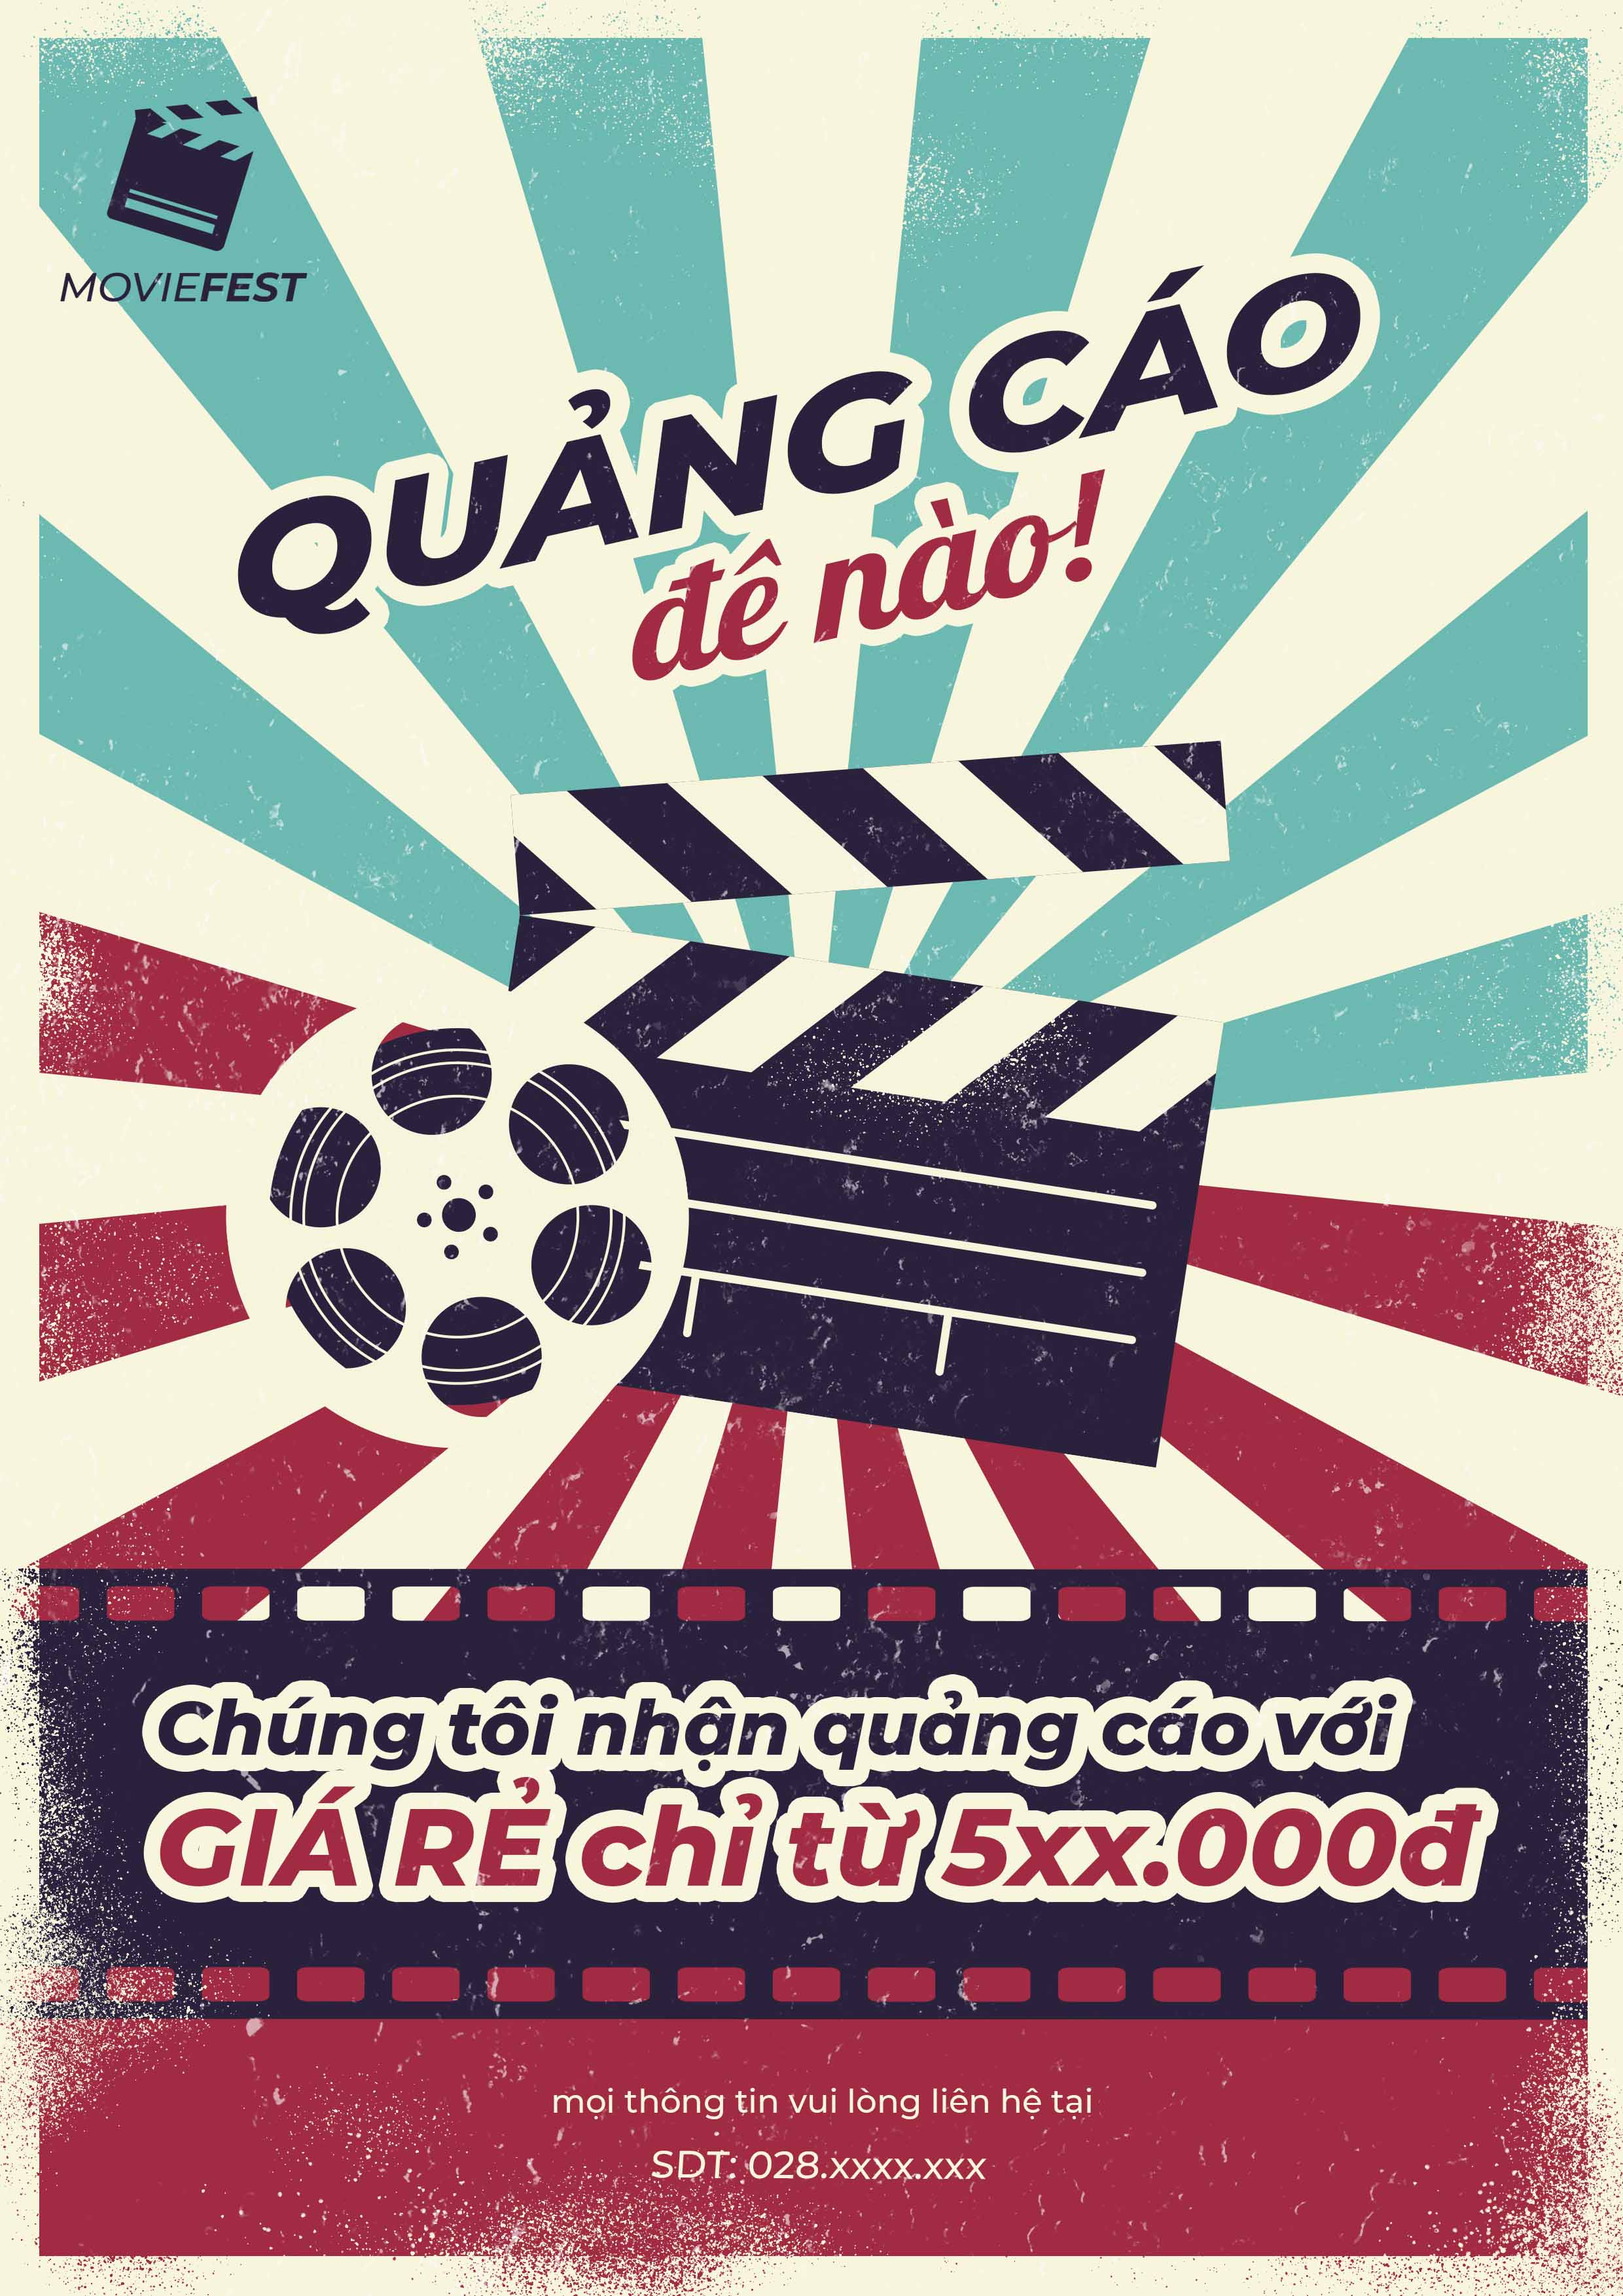 MOVIEFEST
QUẢNG CÁO
đê nào!
Chúng tôi nhận quảng cáo với
GIÁ RẺ chỉ từ 5xx.000đ
mọi thông tin vui lòng liên hệ tại
SDT: 028.xxxx.xxx